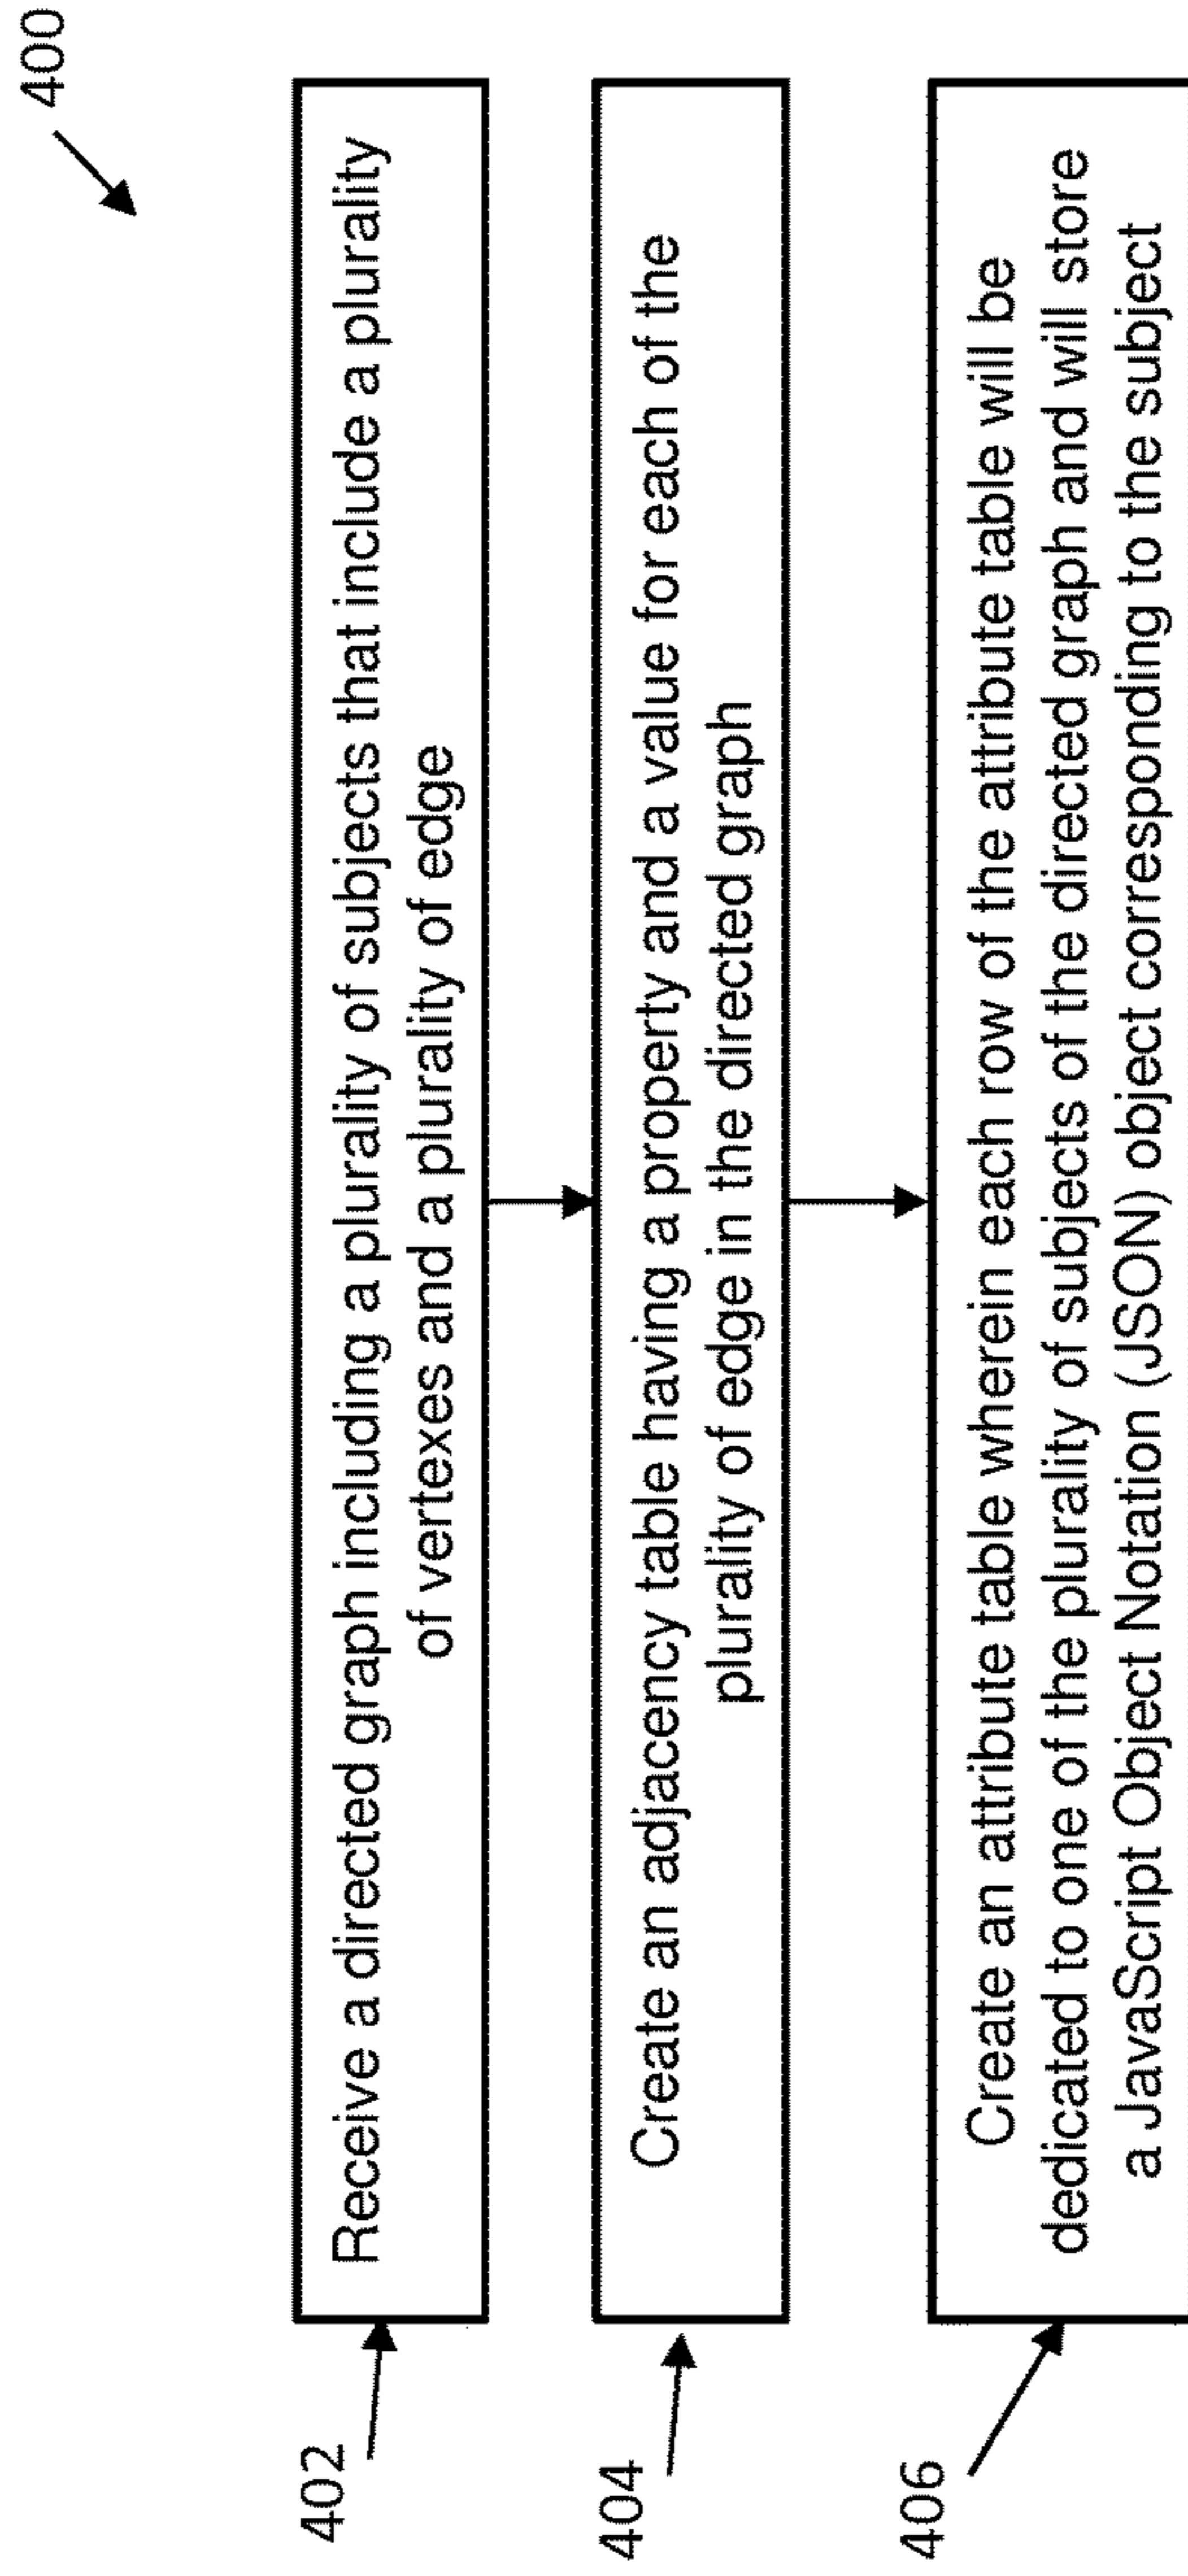 400
402
Receive a directed graph including a plurality of subjects that include a plurality
of vertexes and a plurality of edge
404
Create an adjacency table having a property and a value for each of the
plurality of edge in the directed graph
406
Create an attribute table wherein each row of the attribute table will be
dedicated to one of the plurality of subjects of the directed graph and will store
a JavaScript Object Notation (JSON) object corresponding to the subject